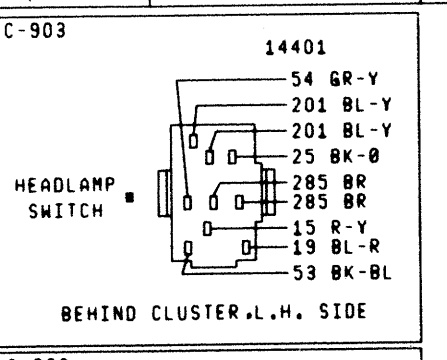 C-903
14401
54 GR-Y
201 BL-Y
201 BL-Y
25 BK-O
285 BR
285 BR
15 R-Y
19 BL-R
53 BK-BL
HEADLAMP
SWITCH
BEHIND CLUSTER.L.H. SIDE